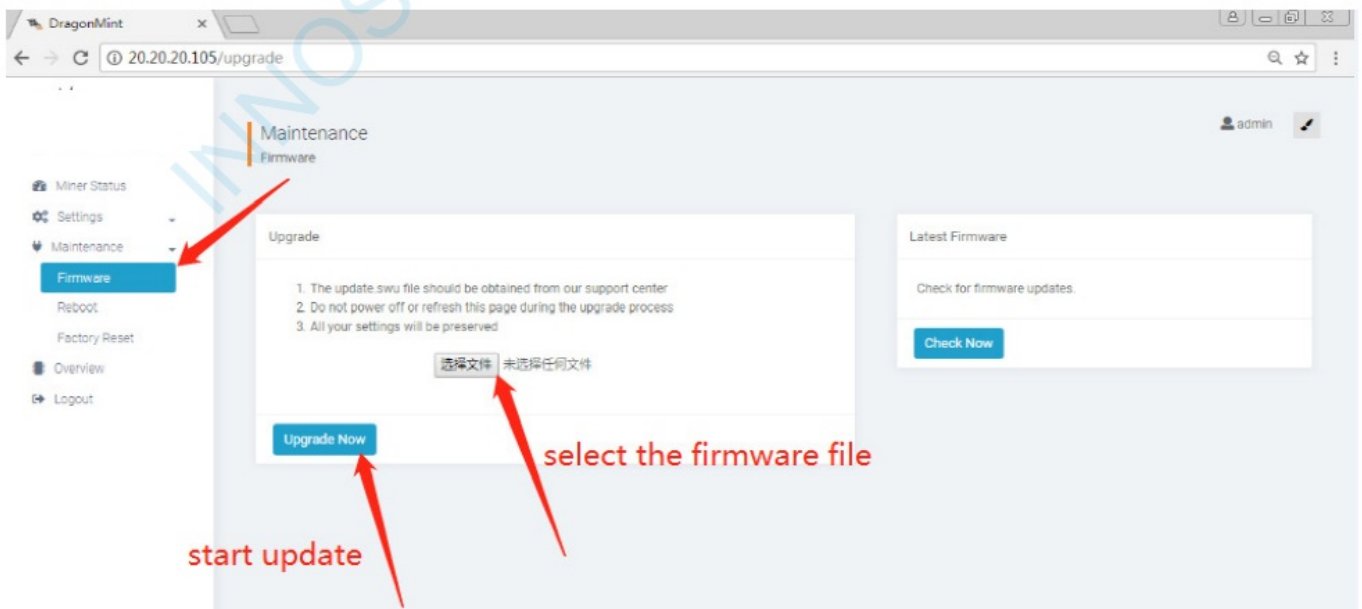 DragonMint
20.20.20.105/upgrade
INNOS
Maintenance
Firmware
admin
Miner Status
Settings
Maintenance
Firmware
Reboot
Factory Reset
Overview
Logout
Upgrade
1. The update.swu file should be obtained from our support center
2. Do not power off or refresh this page during the upgrade process
3. All your settings will be preserved
选择文件 未选择任何文件
Upgrade Now
Latest Firmware
Check for firmware updates.
Check Now
select the firmware file
start update